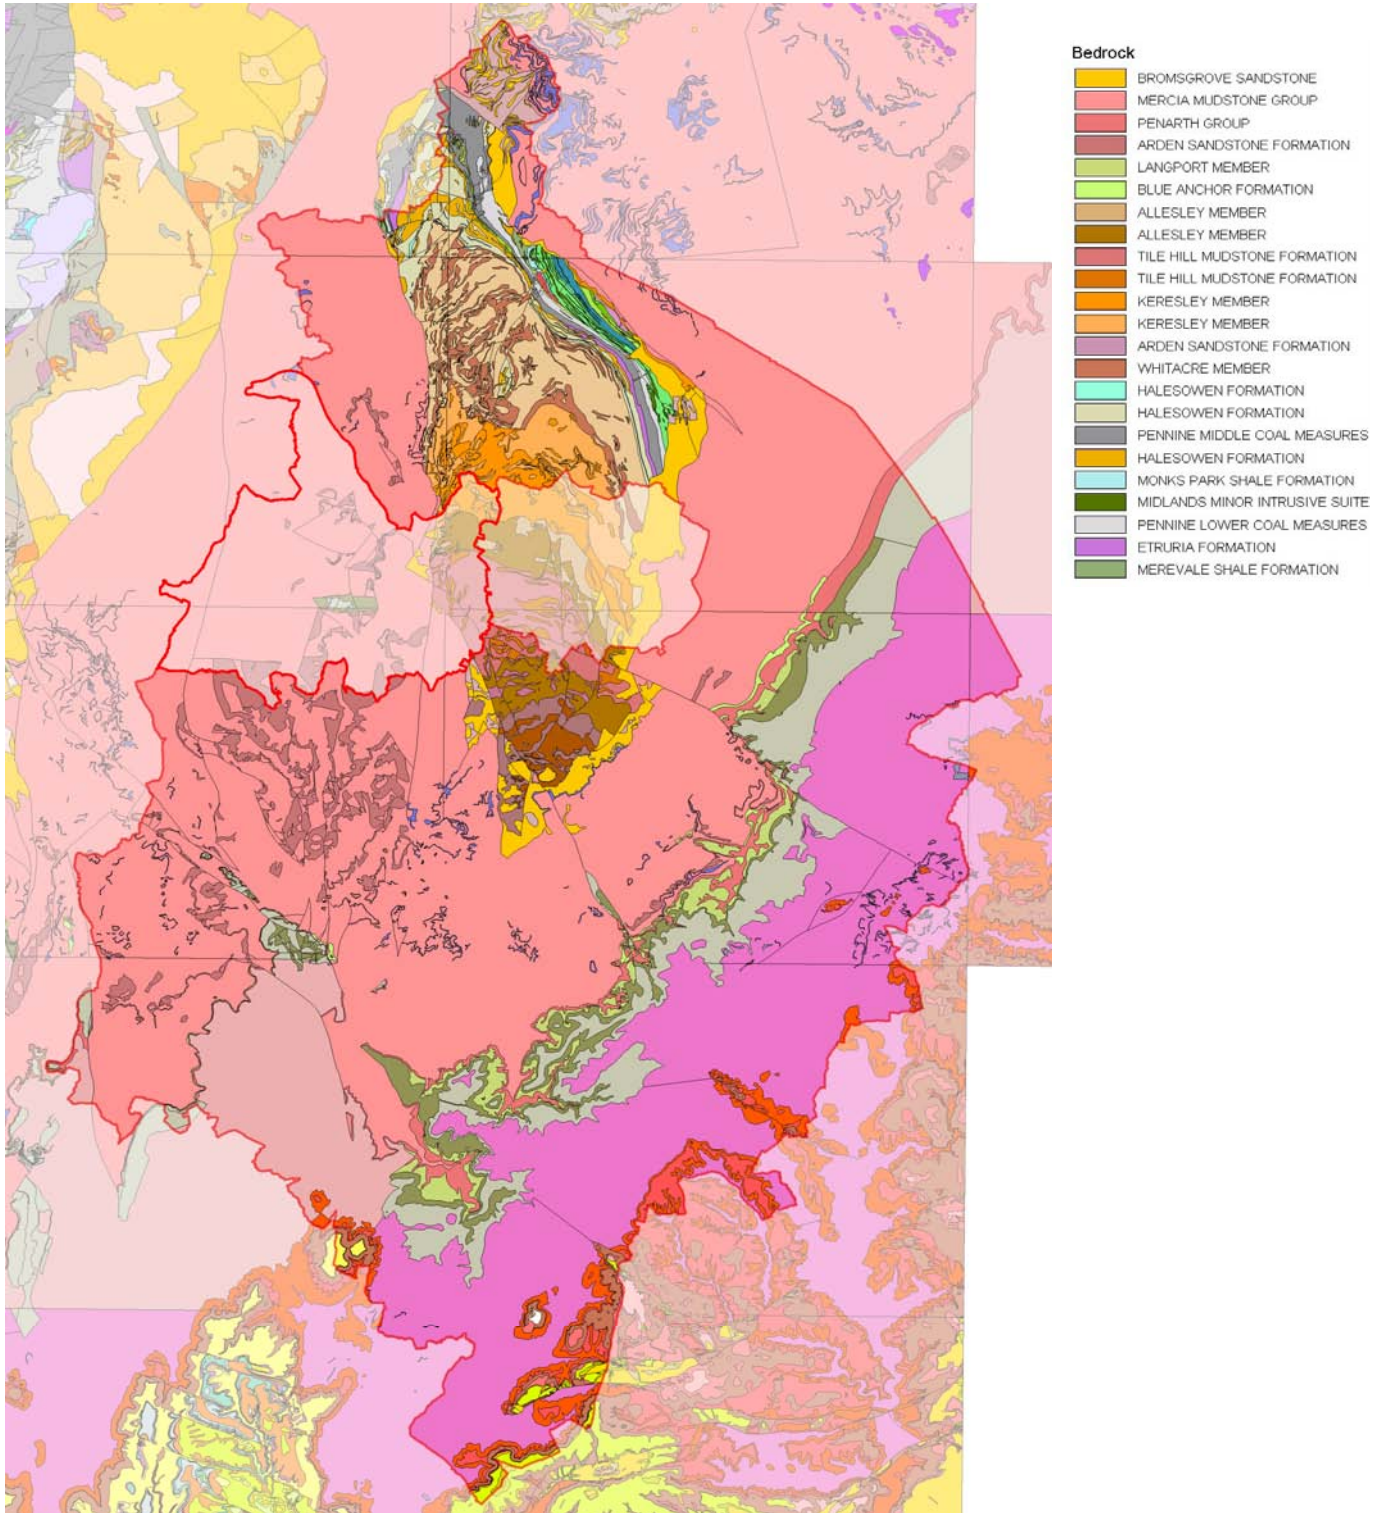 Bedrock
BROMSGROVE SANDSTONE
MERCIA MUDSTONE GROUP
PENARTH GROUP
ARDEN SANDSTONE FORMATION
LANGPORT MEMBER
BLUE ANCHOR FORMATION
ALLESLEY MEMBER
ALLESLEY MEMBER
TILE HILL MUDSTONE FORMATION
TILE HILL MUDSTONE FORMATION
KERESLEY MEMBER
KERESLEY MEMBER
ARDEN SANDSTONE FORMATION
WHITACRE MEMBER
HALESOWEN FORMATION
HALESOWEN FORMATION
PENNINE MIDDLE COAL MEASURES
HALESOWEN FORMATION
MONKS PARK SHALE FORMATION
MIDLANDS MINOR INTRUSIVE SUITE
PENNINE LOWER COAL MEASURES
ETRURIA FORMATION
MEREVALE SHALE FORMATION